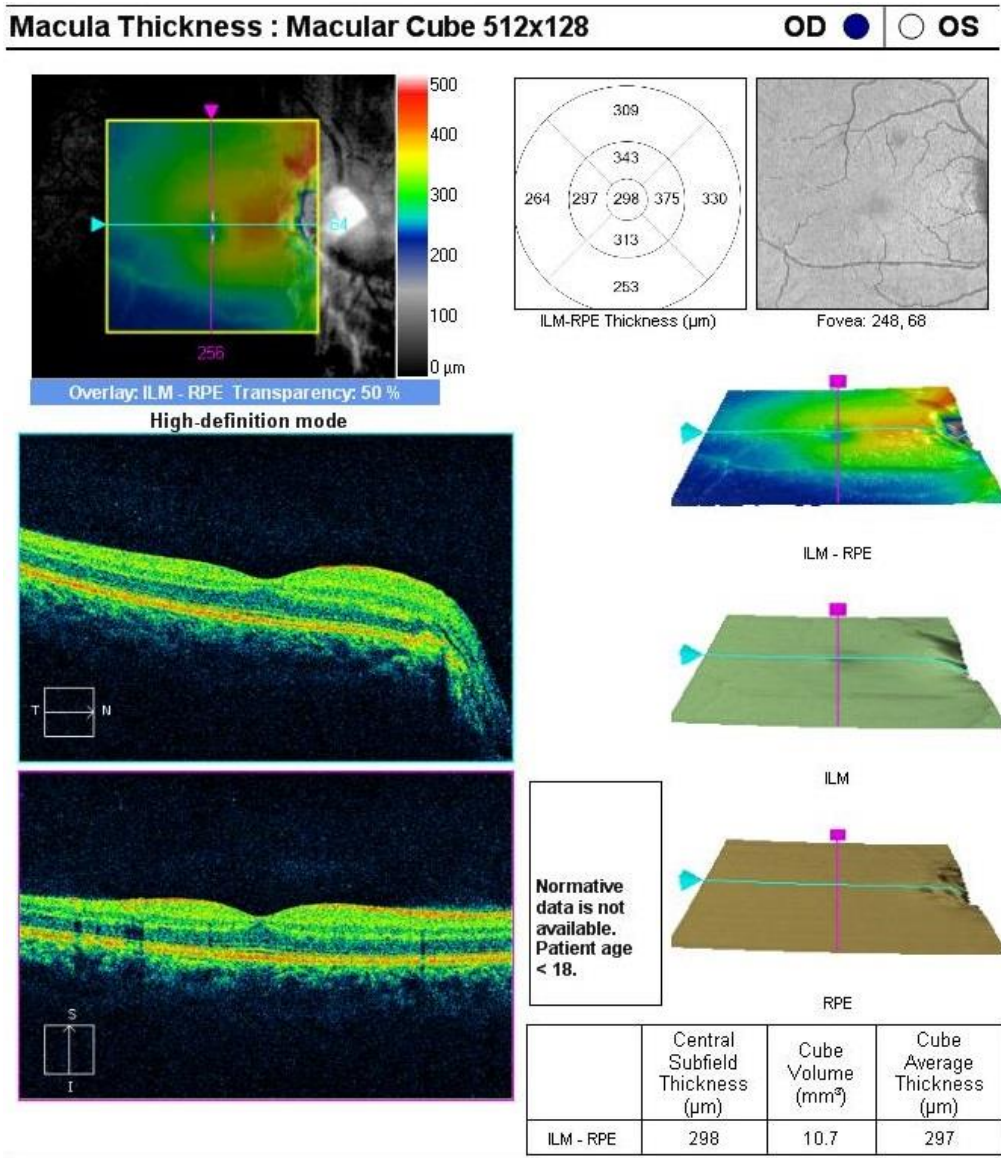 Macula Thickness : Macular Cube 512x128
OD OS
500
400
300
200
100
0 µm
64
256
Overlay: ILM - RPE Transparency: 50 %
309
343
264 297 298 375 330
313
253
ILM-RPE Thickness (µm)
Fovea: 248, 68
High-definition mode
T N
S
I
ILM - RPE
ILM
RPE
Normative
data is not
available.
Patient age
< 18.
Central
Subfield
Thickness
(µm)
Cube
Volume
(mm³)
Cube
Average
Thickness
(µm)
ILM - RPE 298 10.7 297